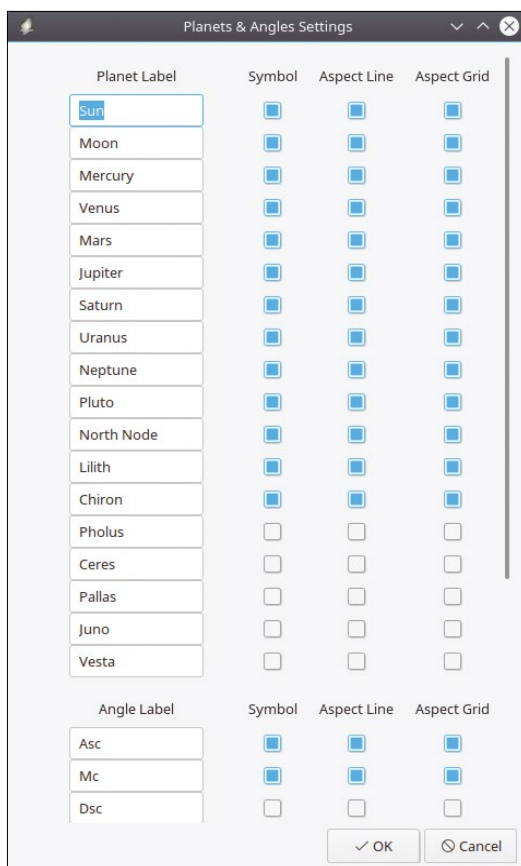 Planets & Angles Settings
Planet Label Symbol Aspect Line Aspect Grid
Sun
Moon
Mercury
Venus
Mars
Jupiter
Saturn
Uranus
Neptune
Pluto
North Node
Lilith
Chiron
Pholus
Ceres
Pallas
Juno
Vesta
Angle Label Symbol Aspect Line Aspect Grid
Asc
Mc
Dsc
OK Cancel